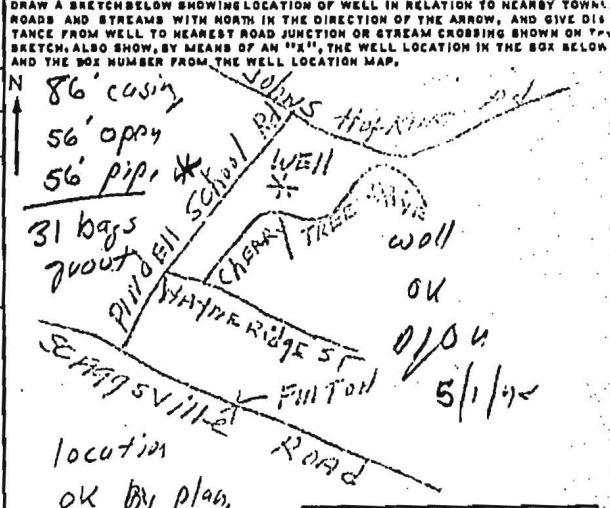 DRAW A SKETCH BELOW SHOWING LOCATION OF WELL IN RELATION TO NEARBY TOWNS,
ROADS AND STREAMS WITH NORTH IN THE DIRECTION OF THE ARROW, AND GIVE DIS
TANCE FROM WELL TO NEAREST ROAD JUNCTION OR STREAM CROSSING SHOWN ON
SKETCH. ALSO SHOW, BY MEANS OF AN "X", THE WELL LOCATION IN THE BOX BELOW
AND THE BOX NUMBER FROM THE WELL LOCATION MAP.
N
86' casing
56' open
56' pipe
31 bags
grout
Johns Hopkins Rd
Pindell School Rd
WELL
CHERRY TREE
well
OK
HAYNERIDGE ST
5/1/
SCAGGSVILLE ROAD
FULTON
location
OK By plan